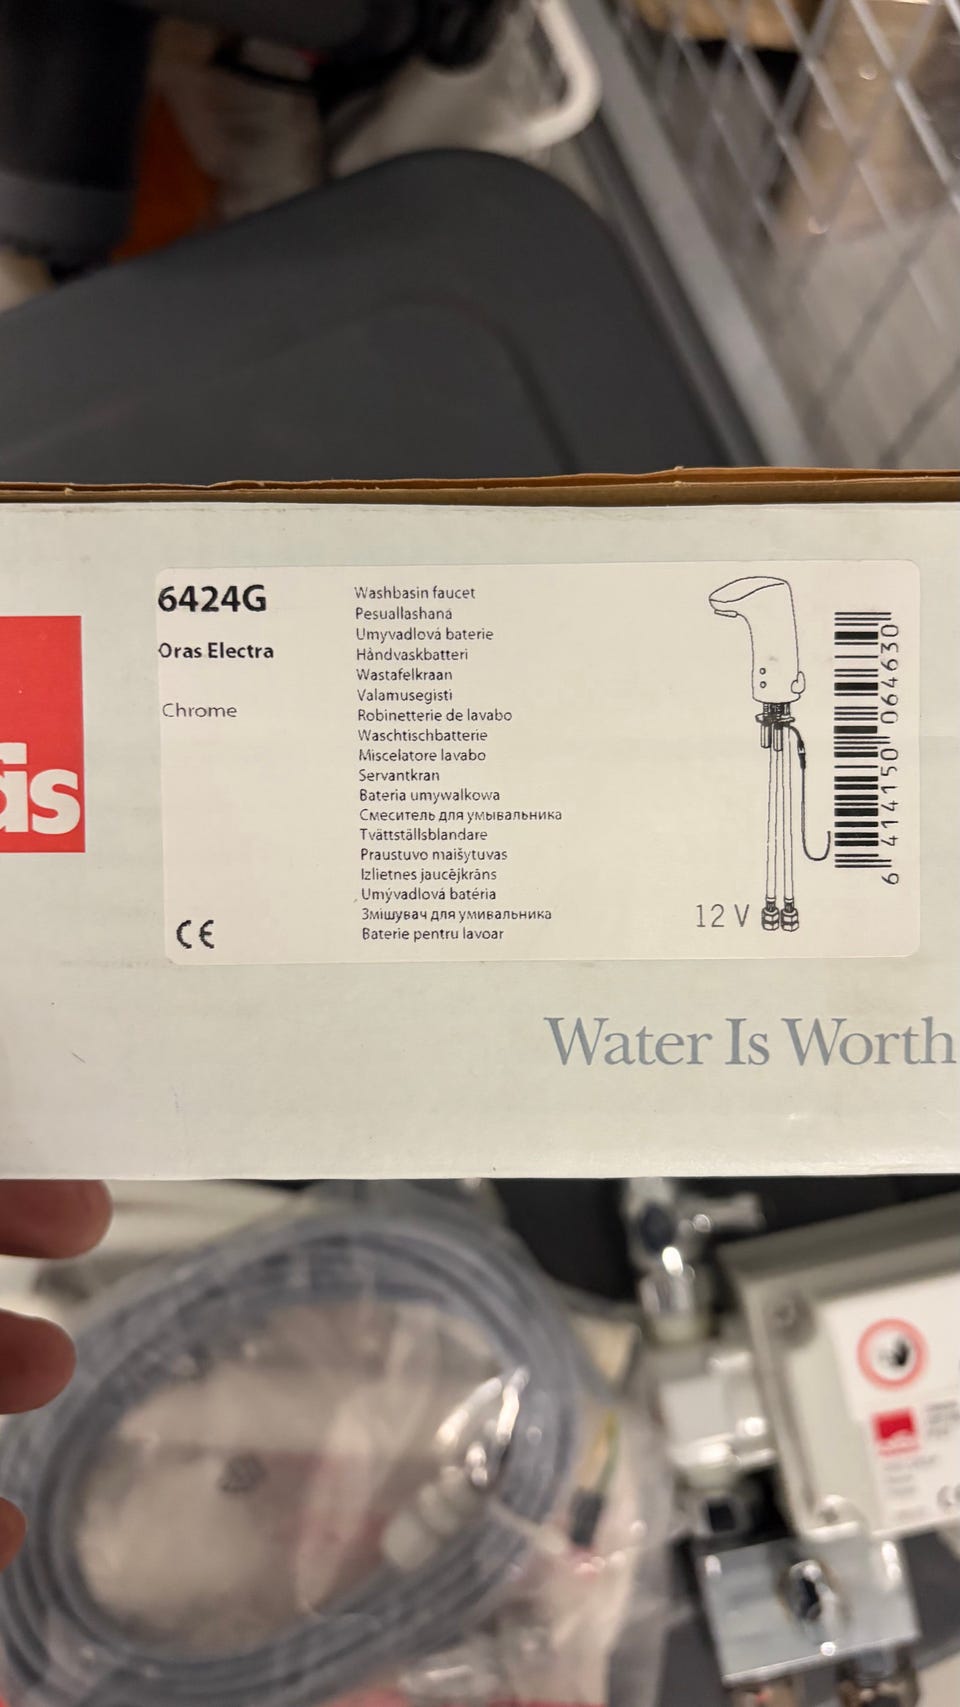 6424G
Oras Electra
Chrome
Washbasin faucet
Pesuallashana
Umyvadlová baterie
Håndvaskbatteri
Wastafelkraan
Valamusegisti
Robinetterie de lavabo
Waschtischbatterie
Miscelatore lavabo
Servantkran
Bateria umywalkowa
Смеситель для умывальника
Tvättställsblandare
Praustuvo maišytuvas
Izlietnes jaucējkrāns
Umývadlová batéria
Змішувач для умивальника
Baterie pentru lavoar
12 V
6 414150 064630
as
CE
Water Is Worth